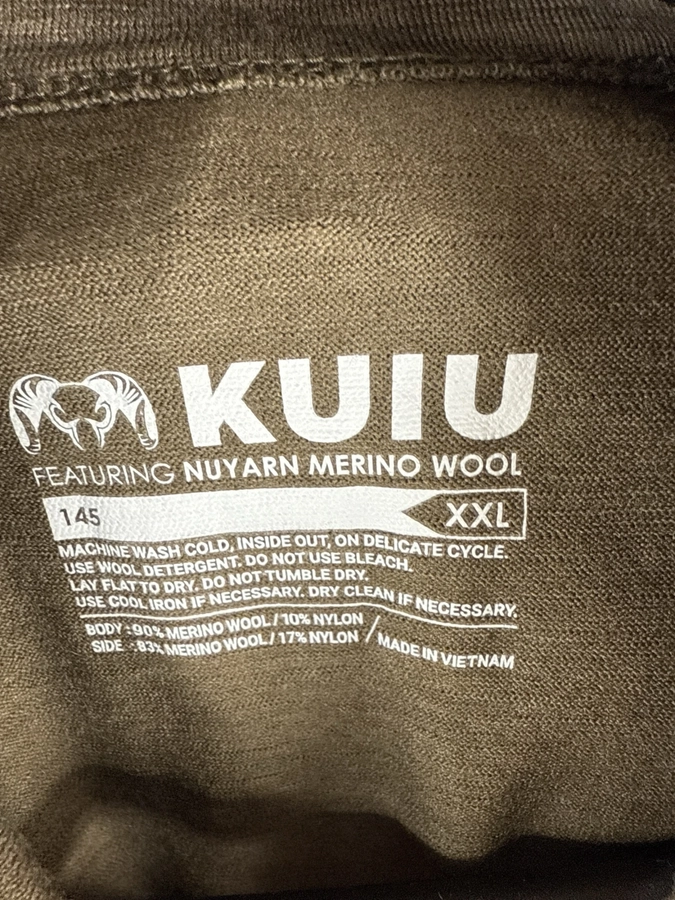 KUIU
FEATURING NUYARN MERINO WOOL
145 XXL
MACHINE WASH COLD, INSIDE OUT, ON DELICATE CYCLE.
USE WOOL DETERGENT. DO NOT USE BLEACH.
LAY FLAT TO DRY. DO NOT TUMBLE DRY.
USE COOL IRON IF NECESSARY. DRY CLEAN IF NECESSARY.
BODY : 90% MERINO WOOL / 10% NYLON
SIDE : 83% MERINO WOOL / 17% NYLON / MADE IN VIETNAM